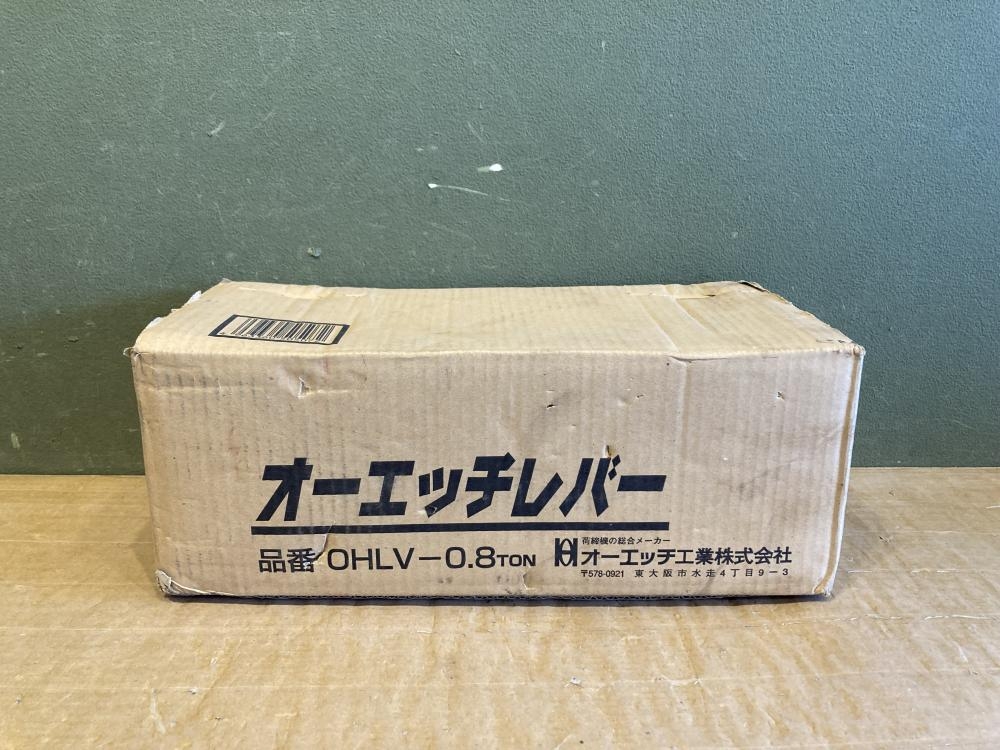 オーエッチレバー
品番 OHLV-0.8TON
荷締機の総合メーカー
オーエッチ工業株式会社
〒578-0921 東大阪市水走4丁目9-3